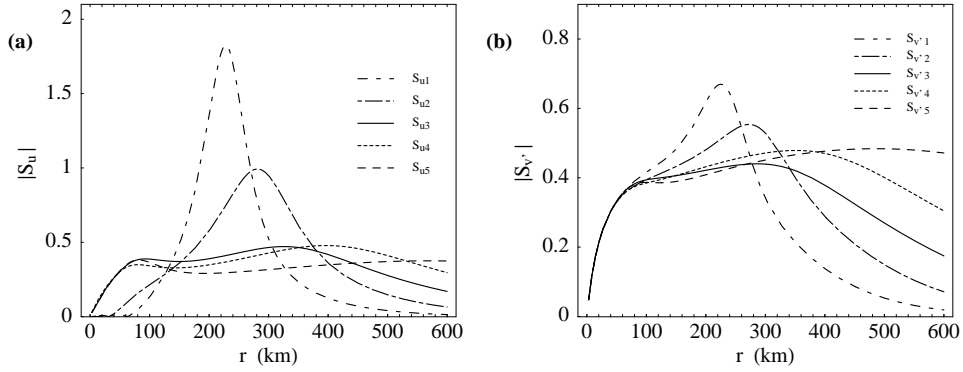 (a)
|S_u|
2
1.5
1
0.5
0
S_u1
S_u2
S_u3
S_u4
S_u5
0 100 200 300 400 500 600
r (km)
(b)
|S_v'|
0.8
0.6
0.4
0.2
0
S_v'1
S_v'2
S_v'3
S_v'4
S_v'5
0 100 200 300 400 500 600
r (km)